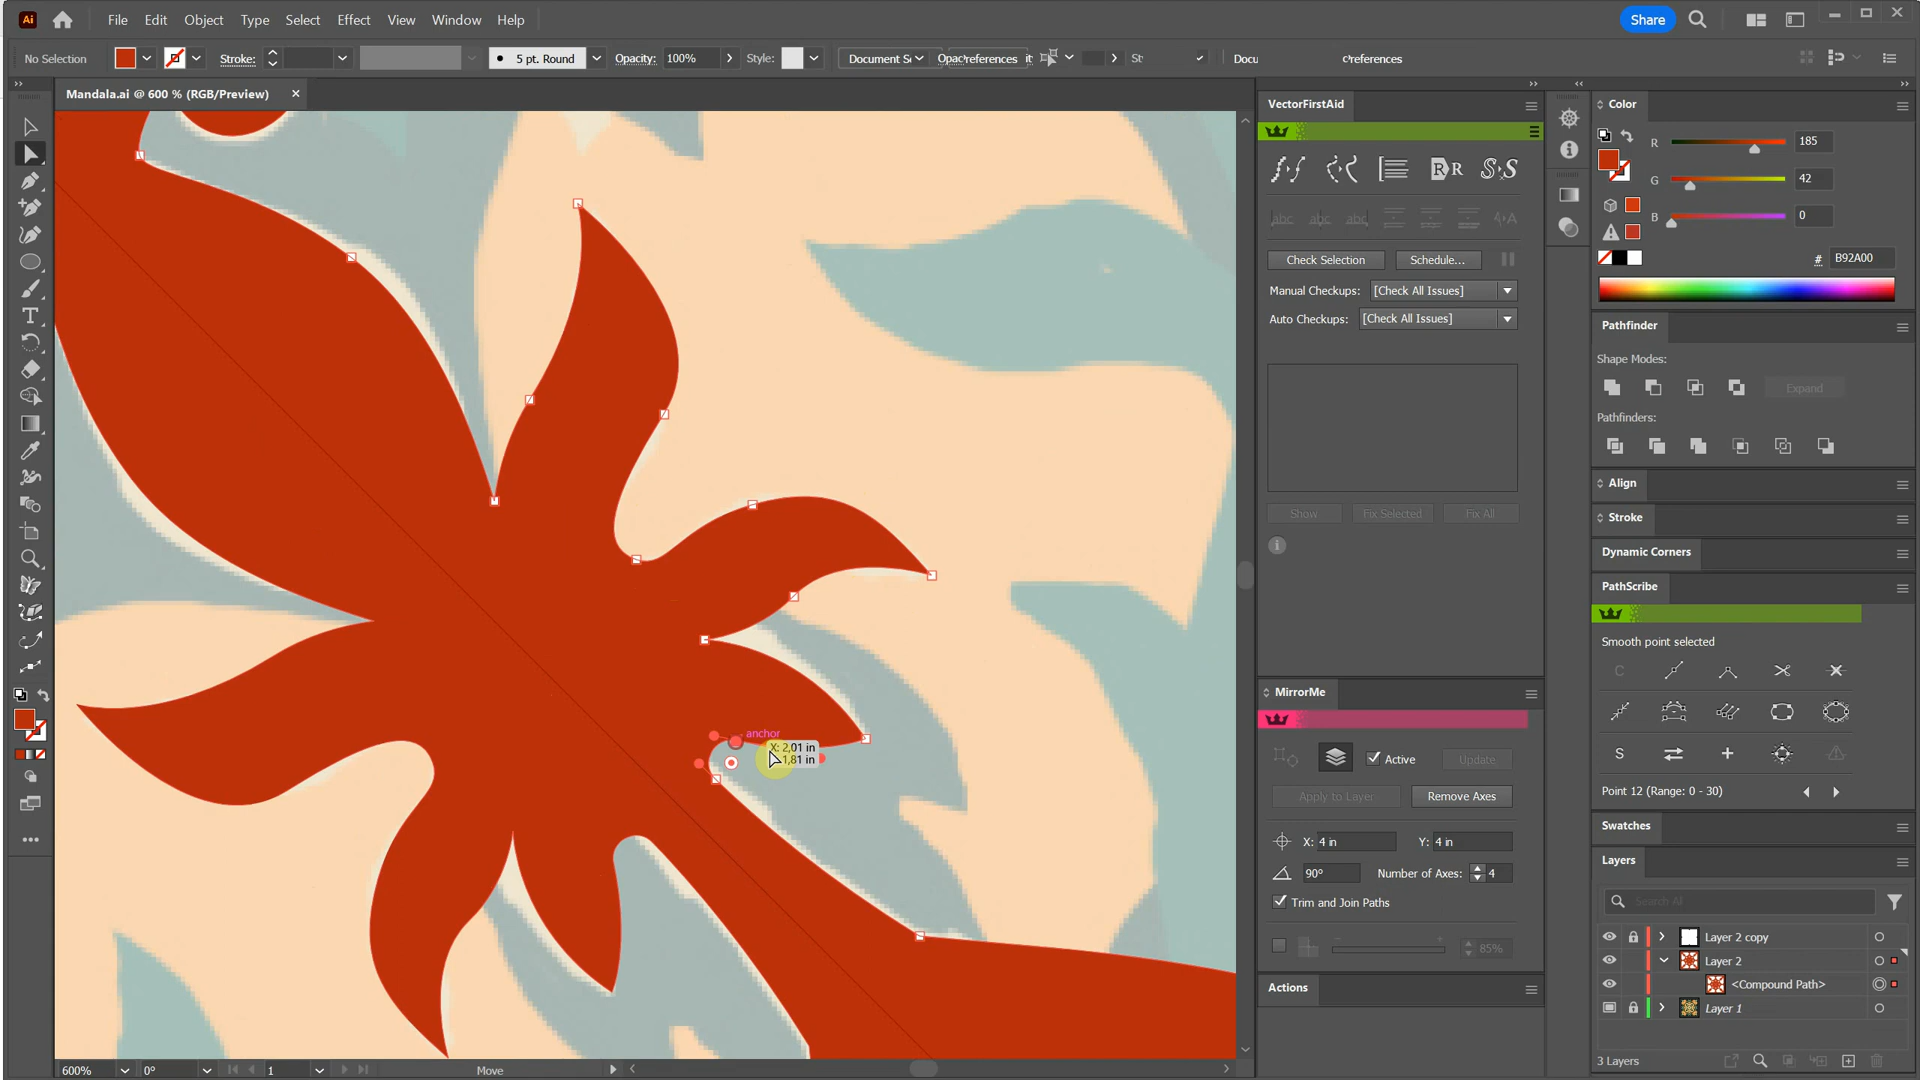 Ai File Edit Object Type Select Effect View Window Help Share
No Selection Stroke: 5 pt. Round Opacity: 100% Style: Document S Preferences St Docu Preferences
Mandala.ai @ 600 % (RGB/Preview)
VectorFirstAid
Check Selection Schedule...
Manual Checkups: [Check All Issues]
Auto Checkups: [Check All Issues]
Show Fix Selected Fix All
MirrorMe
Active Update
Apply to Layer Remove Axes
X: 4 in Y: 4 in
90° Number of Axes: 4
Trim and Join Paths
85%
Actions
Color
R 185
G 42
B 0
# B92A00
Pathfinder
Shape Modes:
Expand
Pathfinders:
Align
Stroke
Dynamic Corners
PathScribe
Smooth point selected
Point 12 (Range: 0 - 30)
Swatches
Layers
Search All
Layer 2 copy
Layer 2
<Compound Path>
Layer 1
3 Layers
anchor
X: 2,01 in
1,81 in
600% 0° 1 Move